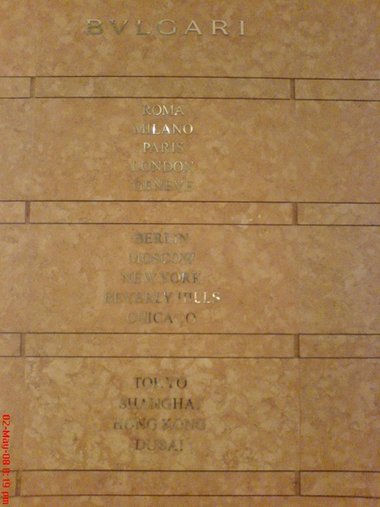 BVLGARI
ROMA
MILANO
PARIS
LONDON
GENEVE
BERLIN
MOSCOW
NEW YORK
BEVERLY HILLS
CHICAGO
TOKYO
SHANGHAI
HONG KONG
DUBAI
02-May-08 8:19 pm